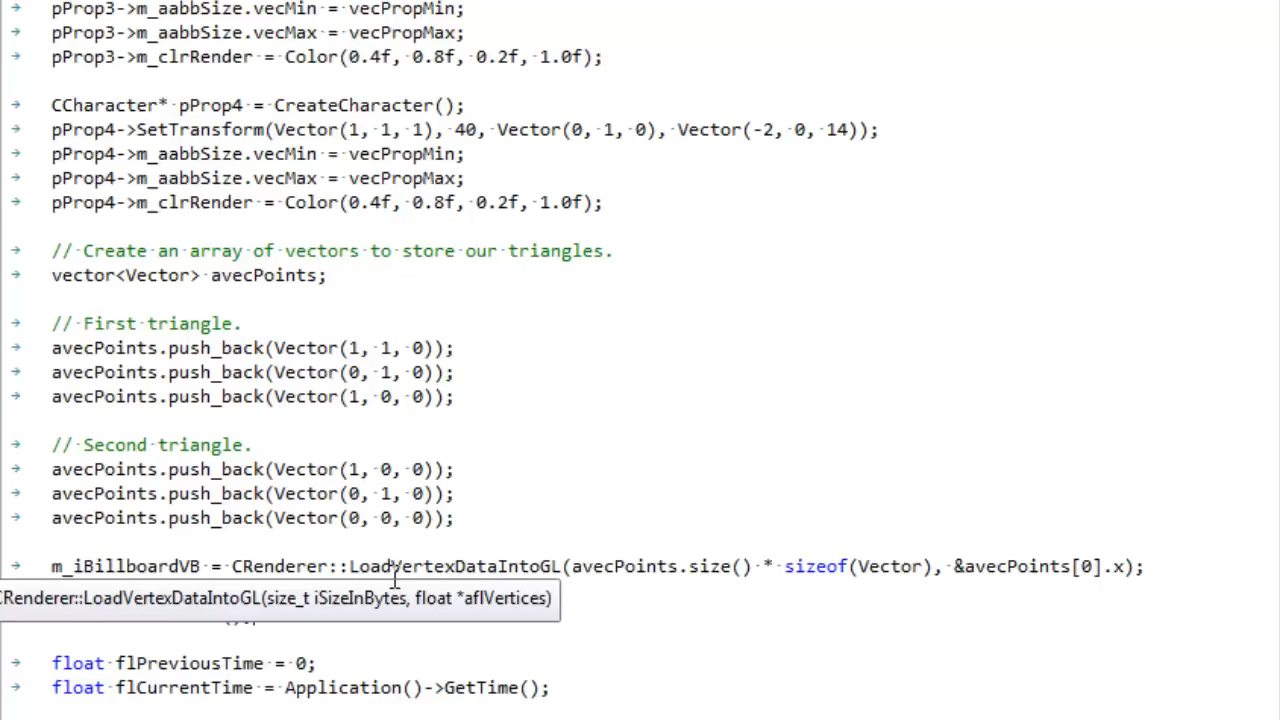 pProp3->m_aabbSize.vecMin = vecPropMin;
pProp3->m_aabbSize.vecMax = vecPropMax;
pProp3->m_clrRender = Color(0.4f, 0.8f, 0.2f, 1.0f);
CCharacter* pProp4 = CreateCharacter();
pProp4->SetTransform(Vector(1, 1, 1), 40, Vector(0, 1, 0), Vector(-2, 0, 14));
pProp4->m_aabbSize.vecMin = vecPropMin;
pProp4->m_aabbSize.vecMax = vecPropMax;
pProp4->m_clrRender = Color(0.4f, 0.8f, 0.2f, 1.0f);
// Create an array of vectors to store our triangles.
vector<Vector> avecPoints;
// First triangle.
avecPoints.push_back(Vector(1, 1, 0));
avecPoints.push_back(Vector(0, 1, 0));
avecPoints.push_back(Vector(1, 0, 0));
// Second triangle.
avecPoints.push_back(Vector(1, 0, 0));
avecPoints.push_back(Vector(0, 1, 0));
avecPoints.push_back(Vector(0, 0, 0));
m_iBillboardVB = CRenderer::LoadVertexDataIntoGL(avecPoints.size() * sizeof(Vector), &avecPoints[0].x);
CRenderer::LoadVertexDataIntoGL(size_t iSizeInBytes, float *aflVertices)
float flPreviousTime = 0;
float flCurrentTime = Application()->GetTime();